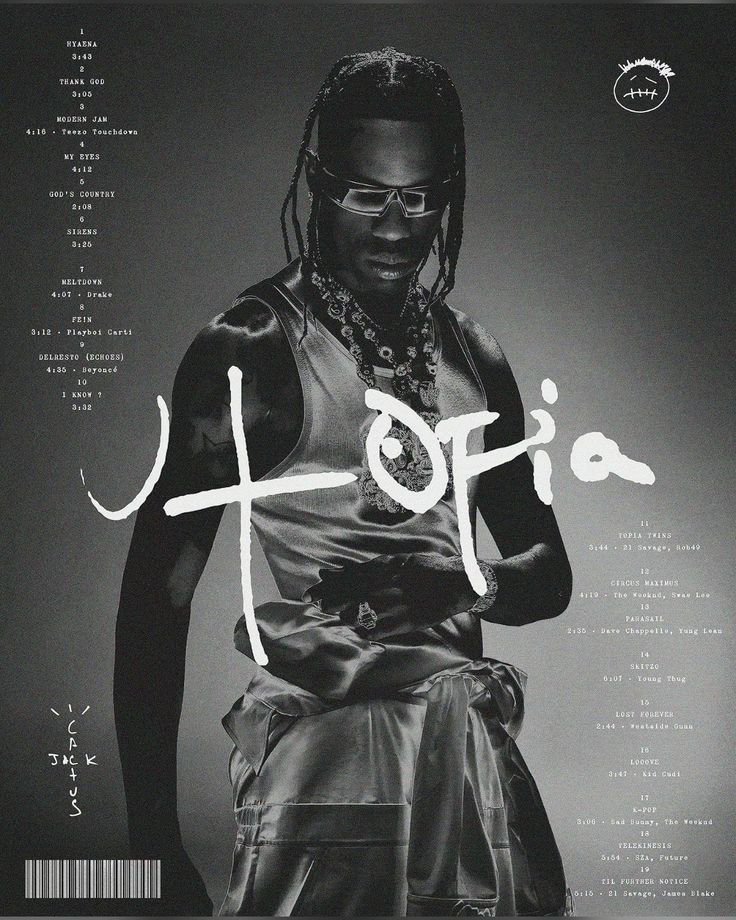 1
HYAENA
3:43
2
THANK GOD
3:05
3
MODERN JAM
4:16 · Teezo Touchdown
4
MY EYES
4:12
5
GOD'S COUNTRY
2:08
6
SIRENS
3:25
7
MELTDOWN
4:07 · Drake
8
FE!N
3:12 · Playboi Carti
9
DELRESTO (ECHOES)
4:35 · Beyoncé
10
I KNOW ?
3:32
UtOPia
11
TOPIA TWINS
3:44 · 21 Savage, Rob49
12
CIRCUS MAXIMUS
4:19 · The Weeknd, Swae Lee
13
PARASAIL
2:35 · Dave Chappelle, Yung Lean
14
SKITZO
6:07 · Young Thug
15
LOST FOREVER
2:44 · Westside Gunn
16
LOOOVE
3:47 · Kid Cudi
17
K-POP
3:06 · Bad Bunny, The Weeknd
18
TELEKINESIS
5:54 · SZA, Future
19
TIL FURTHER NOTICE
5:15 · 21 Savage, James Blake
CACTUS
JACK